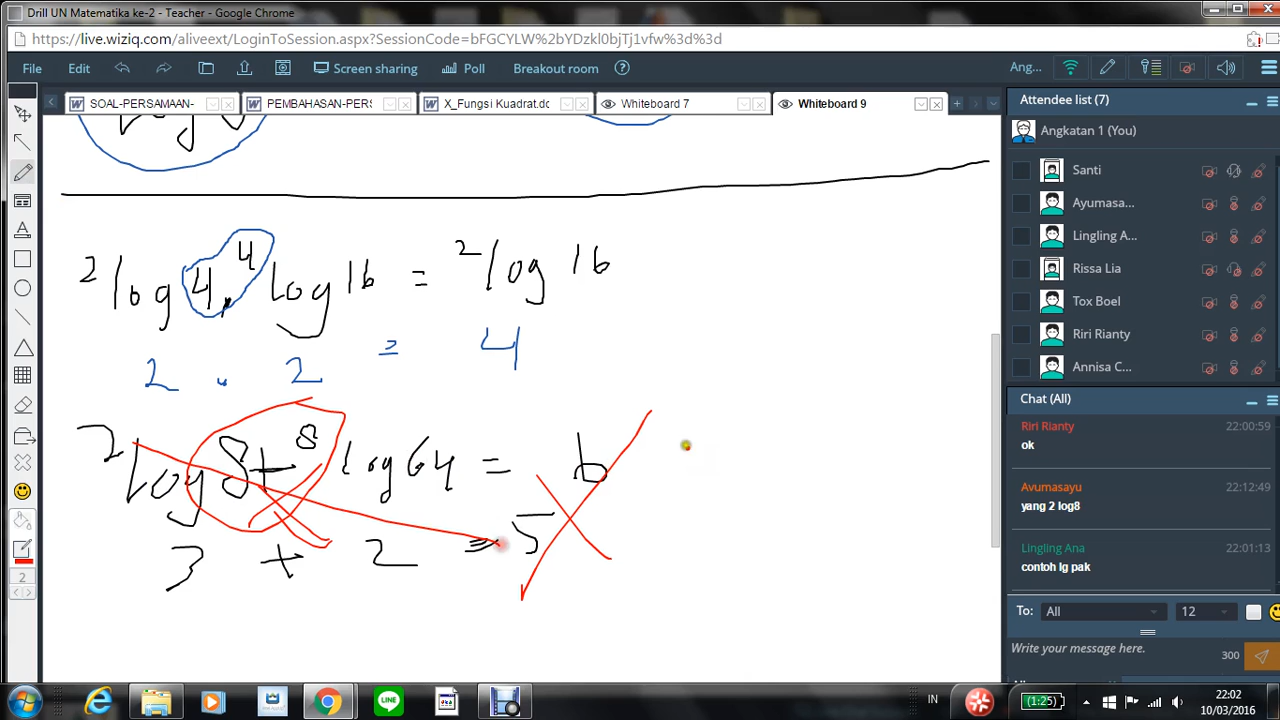 Drill UN Matematika ke-2 - Teacher - Google Chrome
https://live.wiziq.com/aliveext/LoginToSession.aspx?SessionCode=bFGCYLW%2bYDzkl0bjTj1vfw%3d%3d
File Edit Screen sharing Poll Breakout room Ang...
SOAL-PERSAMAAN- PEMBAHASAN-PERS X_Fungsi Kuadrat.dc Whiteboard 7 Whiteboard 9
Attendee list (7)
Angkatan 1 (You)
Santi
Ayumasa...
Lingling A...
Rissa Lia
Tox Boel
Riri Rianty
Annisa C...
log
²log 4 . ⁴log 16 = ²log 16
2 . 2 = 4
²log 8 + ⁸log 64 = 6
3 + 2 = 5
Chat (All)
Riri Rianty 22:00:59
ok
Avumasayu 22:12:49
yang 2 log8
Lingling Ana 22:01:13
contoh lg pak
To: All 12
Write your message here. 300
2
IN (1:25) 22:02
10/03/2016